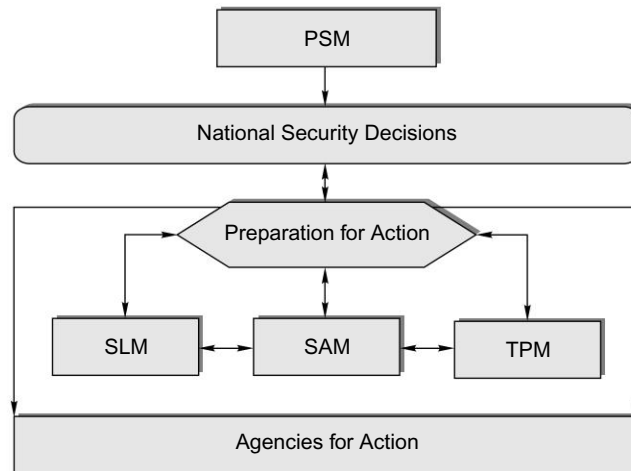 PSM
National Security Decisions
Preparation for Action
SLM
SAM
TPM
Agencies for Action